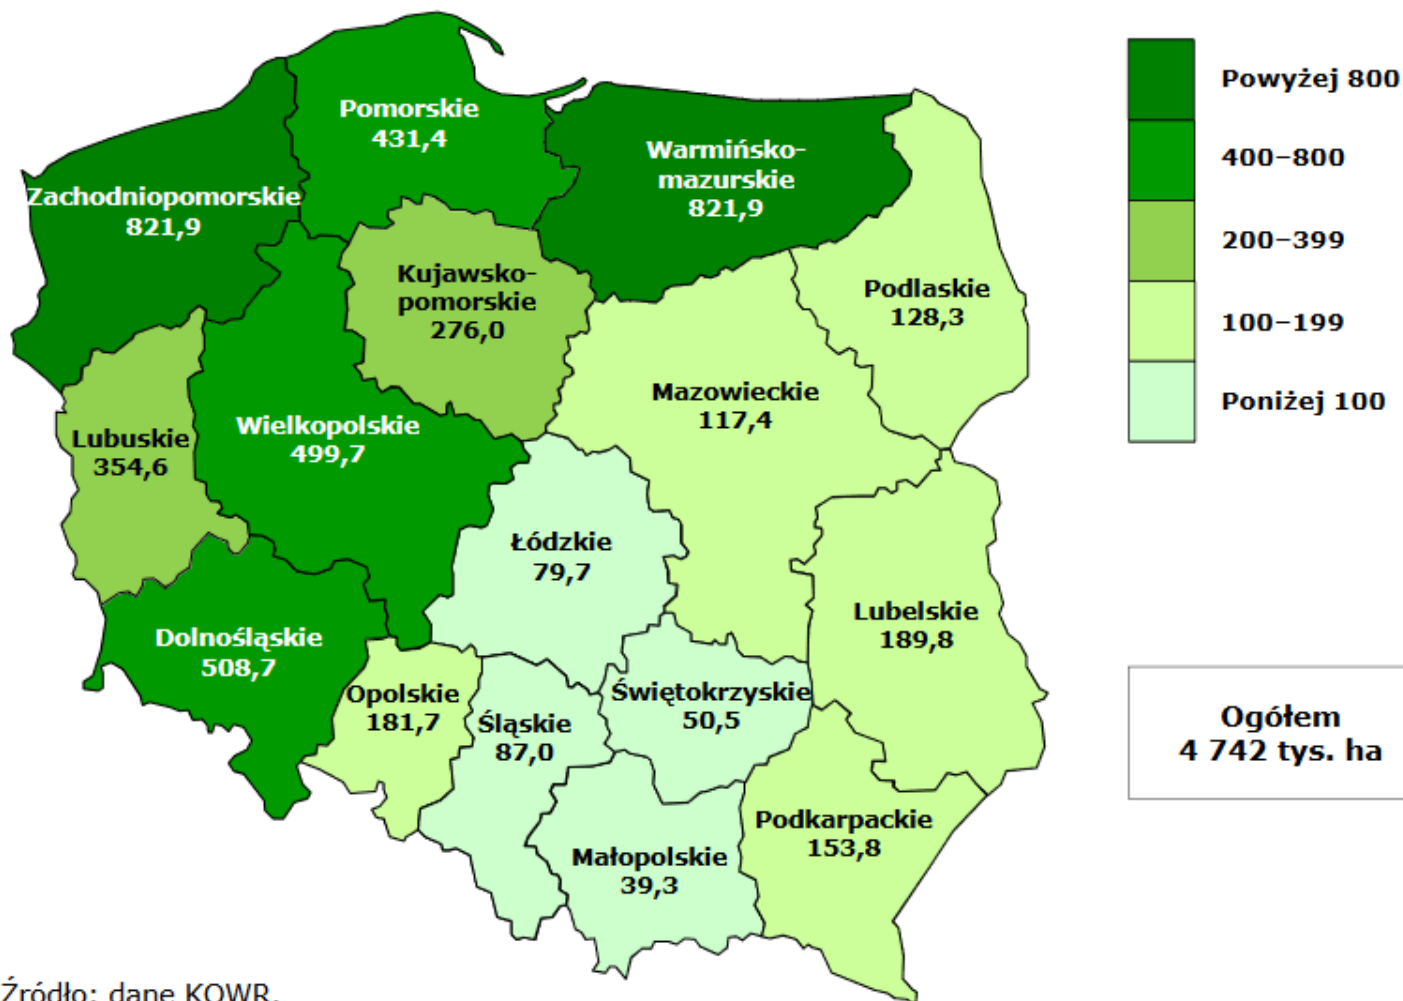 Pomorskie
431,4
Warmińsko-
mazurskie
821,9
Zachodniopomorskie
821,9
Kujawsko-
pomorskie
276,0
Podlaskie
128,3
Mazowieckie
117,4
Lubuskie
354,6
Wielkopolskie
499,7
Łódzkie
79,7
Lubelskie
189,8
Dolnośląskie
508,7
Opolskie
181,7
Śląskie
87,0
Świętokrzyskie
50,5
Podkarpackie
153,8
Małopolskie
39,3
Powyżej 800
400–800
200–399
100–199
Poniżej 100
Ogółem
4 742 tys. ha
Źródło: dane KOWR.